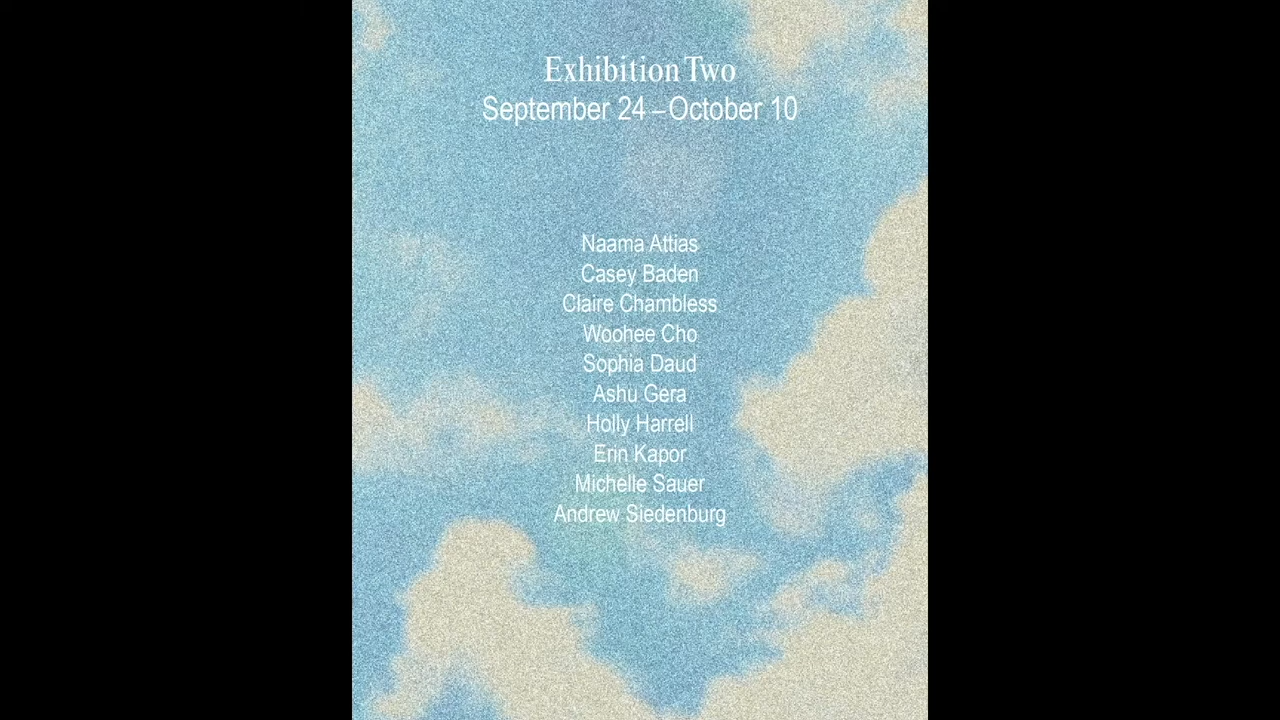 Exhibition Two
September 24 – October 10
Naama Attias
Casey Baden
Claire Chambless
Woohee Cho
Sophia Daud
Ashu Gera
Holly Harrell
Erin Kapor
Michelle Sauer
Andrew Siedenburg